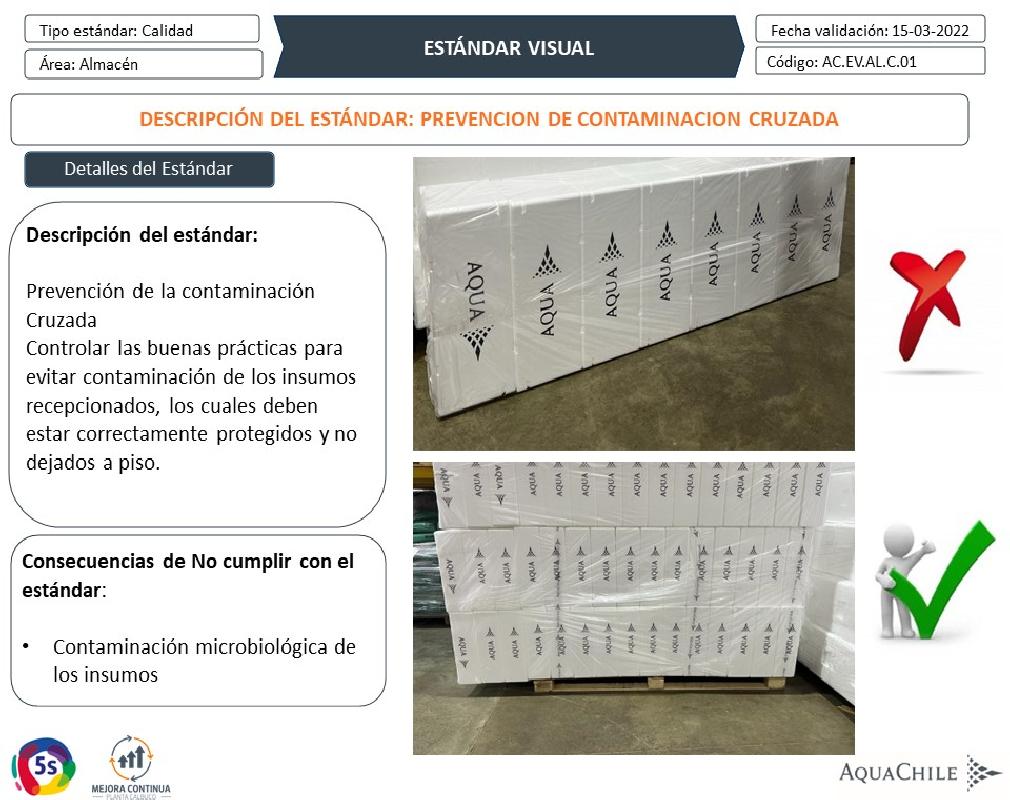 Tipo estándar: Calidad
Área: Almacén
ESTÁNDAR VISUAL
Fecha validación: 15-03-2022
Código: AC.EV.AL.C.01
DESCRIPCIÓN DEL ESTÁNDAR: PREVENCION DE CONTAMINACION CRUZADA
Detalles del Estándar
Descripción del estándar:
Prevención de la contaminación
Cruzada
Controlar las buenas prácticas para
evitar contaminación de los insumos
recepcionados, los cuales deben
estar correctamente protegidos y no
dejados a piso.
Consecuencias de No cumplir con el
estándar:
• Contaminación microbiológica de
los insumos
AQUA
AQUA
AQUA
AQUA
AQUA
AQUA
AQUA
AQUA
5s
MEJORA CONTINUA
PLANTA CALBUCO
AQUACHILE